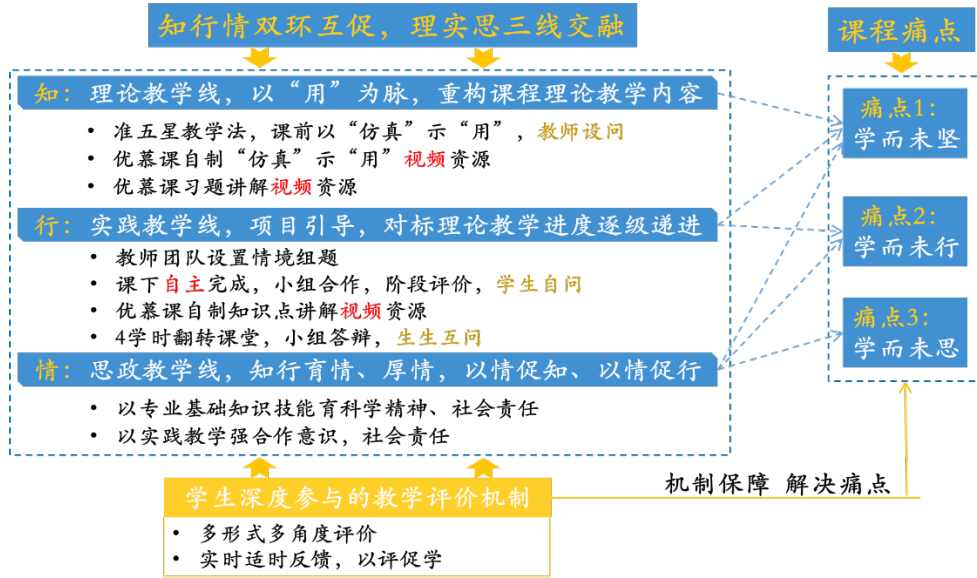 知行情双环互促，理实思三线交融
课程痛点
知：理论教学线，以“用”为脉，重构课程理论教学内容
• 准五星教学法，课前以“仿真”示“用”，教师设问
• 优慕课自制“仿真”示“用”视频资源
• 优慕课习题讲解视频资源
行：实践教学线，项目引导，对标理论教学进度逐级递进
• 教师团队设置情境组题
• 课下自主完成，小组合作，阶段评价，学生自问
• 优慕课自制知识点讲解视频资源
• 4学时翻转课堂，小组答辩，生生互问
情：思政教学线，知行育情、厚情，以情促知、以情促行
• 以专业基础知识技能育科学精神、社会责任
• 以实践教学强合作意识，社会责任
痛点1：
学而未坚
痛点2：
学而未行
痛点3：
学而未思
学生深度参与的教学评价机制
• 多形式多角度评价
• 实时适时反馈，以评促学
机制保障 解决痛点